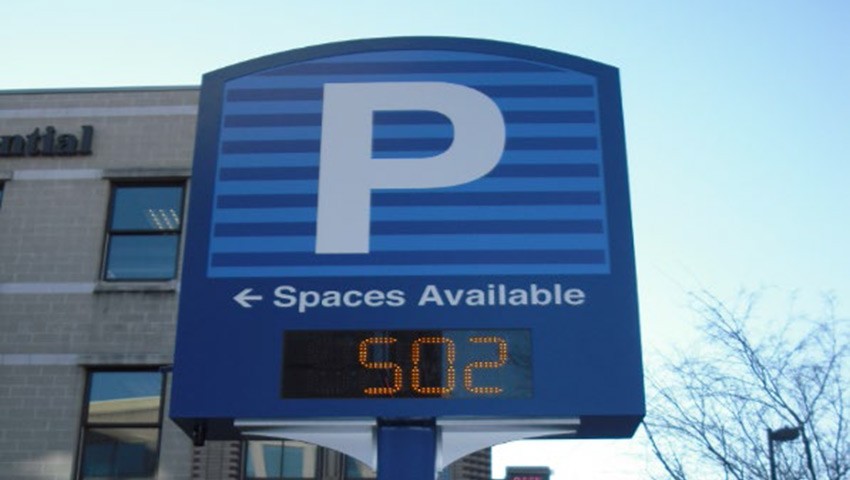 ntial
P
← Spaces Available
502